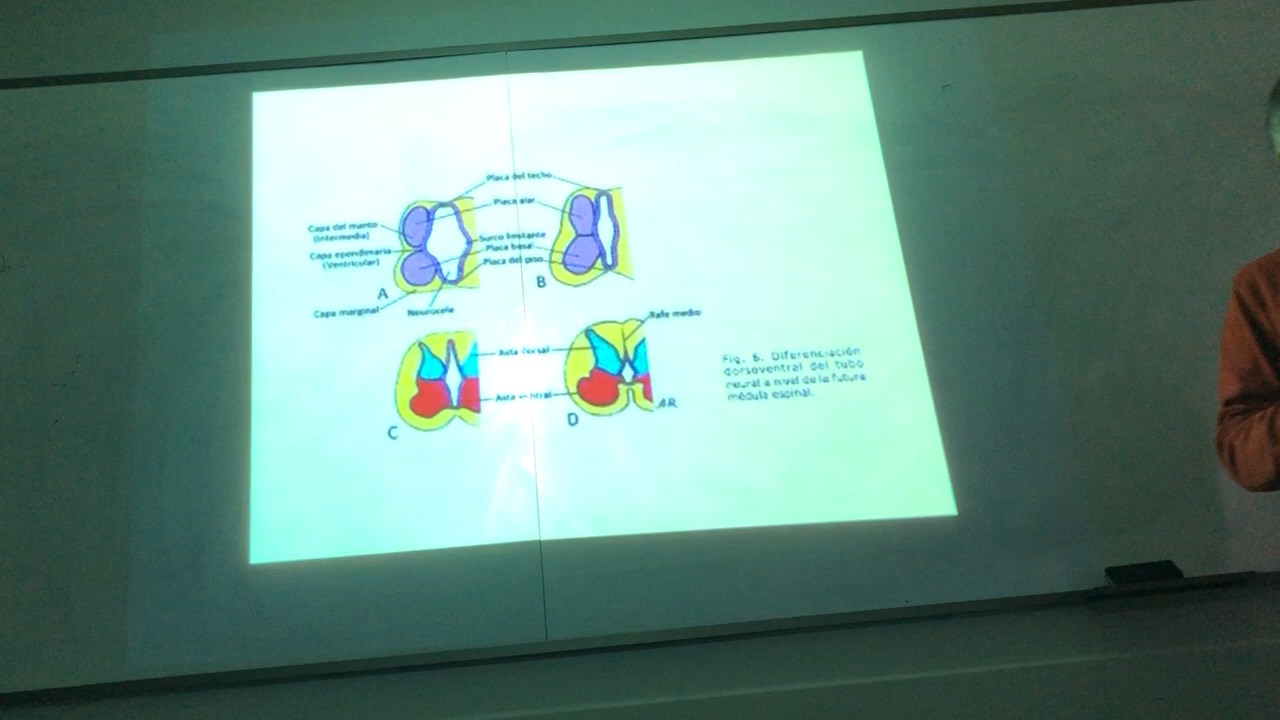 Placa del techo
Placa alar
Capa del manto
(Intermedia)
Surco limitante
Placa basal
Capa ependimaria
(Ventricular)
Placa del piso
A
B
Capa marginal
Neurocele
Rafe medio
Asta dorsal
Asta ventral
AR
C
D
Fig. 6. Diferenciación
dorsoventral del tubo
neural a nivel de la futura
médula espinal.